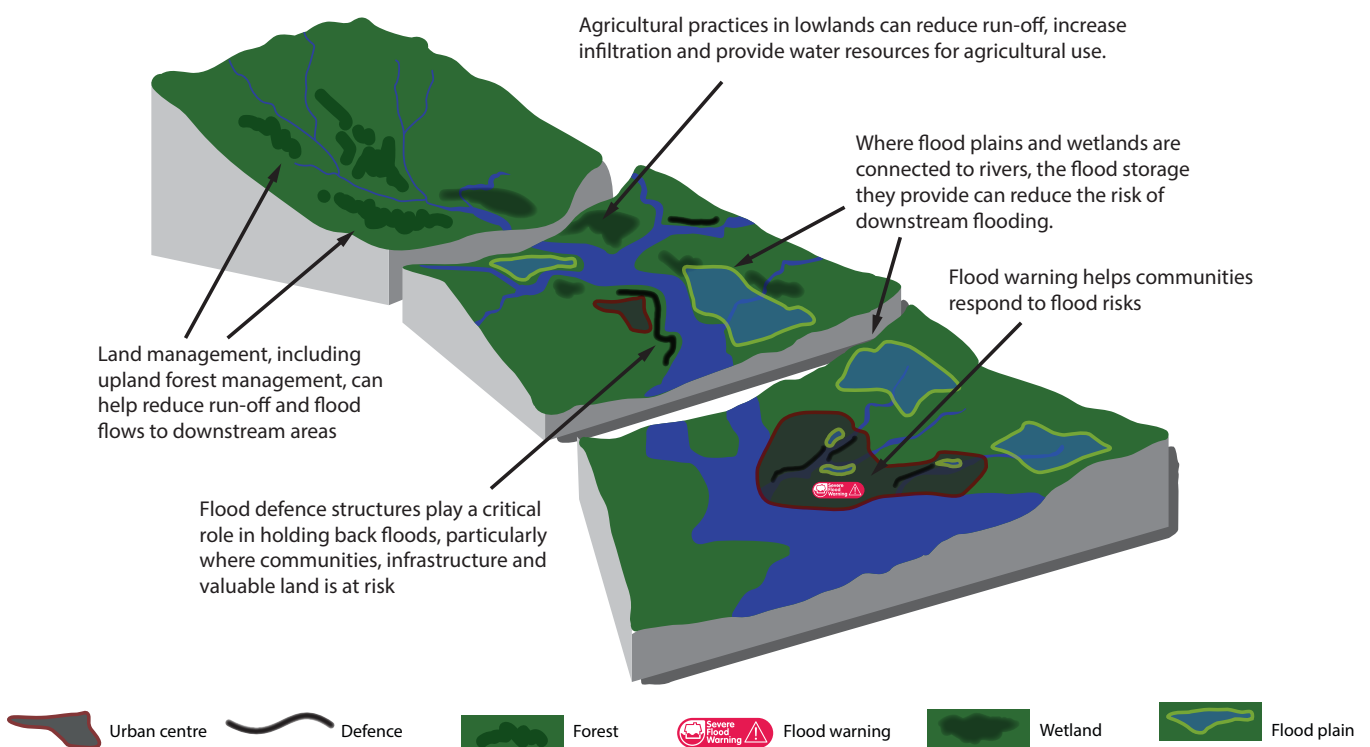 Agricultural practices in lowlands can reduce run-off, increase
infiltration and provide water resources for agricultural use.
Where flood plains and wetlands are
connected to rivers, the flood storage
they provide can reduce the risk of
downstream flooding.
Flood warning helps communities
respond to flood risks
Land management, including
upland forest management, can
help reduce run-off and flood
flows to downstream areas
Flood defence structures play a critical
role in holding back floods, particularly
where communities, infrastructure and
valuable land is at risk
Severe
Flood
Warning
Urban centre
Defence
Forest
Severe
Flood
Warning
Flood warning
Wetland
Flood plain